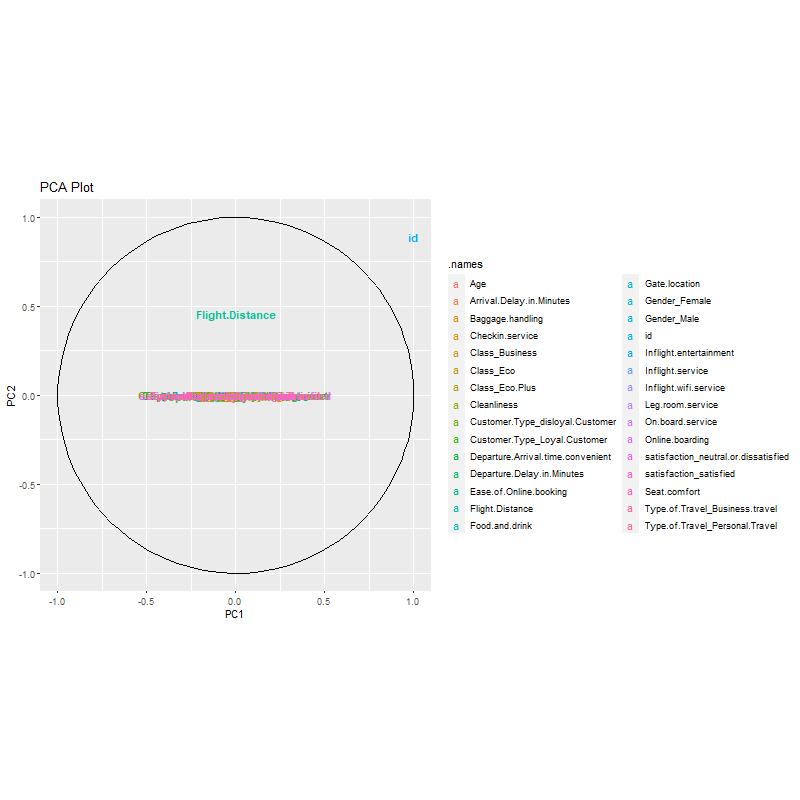 PCA Plot
1.0
0.5
0.0
-0.5
-1.0
PC2
id
Flight.Distance
-1.0
-0.5
0.0
0.5
1.0
PC1
.names
a Age
a Arrival.Delay.in.Minutes
a Baggage.handling
a Checkin.service
a Class_Business
a Class_Eco
a Class_Eco.Plus
a Cleanliness
a Customer.Type_disloyal.Customer
a Customer.Type_Loyal.Customer
a Departure.Arrival.time.convenient
a Departure.Delay.in.Minutes
a Ease.of.Online.booking
a Flight.Distance
a Food.and.drink
a Gate.location
a Gender_Female
a Gender_Male
a id
a Inflight.entertainment
a Inflight.service
a Inflight.wifi.service
a Leg.room.service
a On.board.service
a Online.boarding
a satisfaction_neutral.or.dissatisfied
a satisfaction_satisfied
a Seat.comfort
a Type.of.Travel_Business.travel
a Type.of.Travel_Personal.Travel